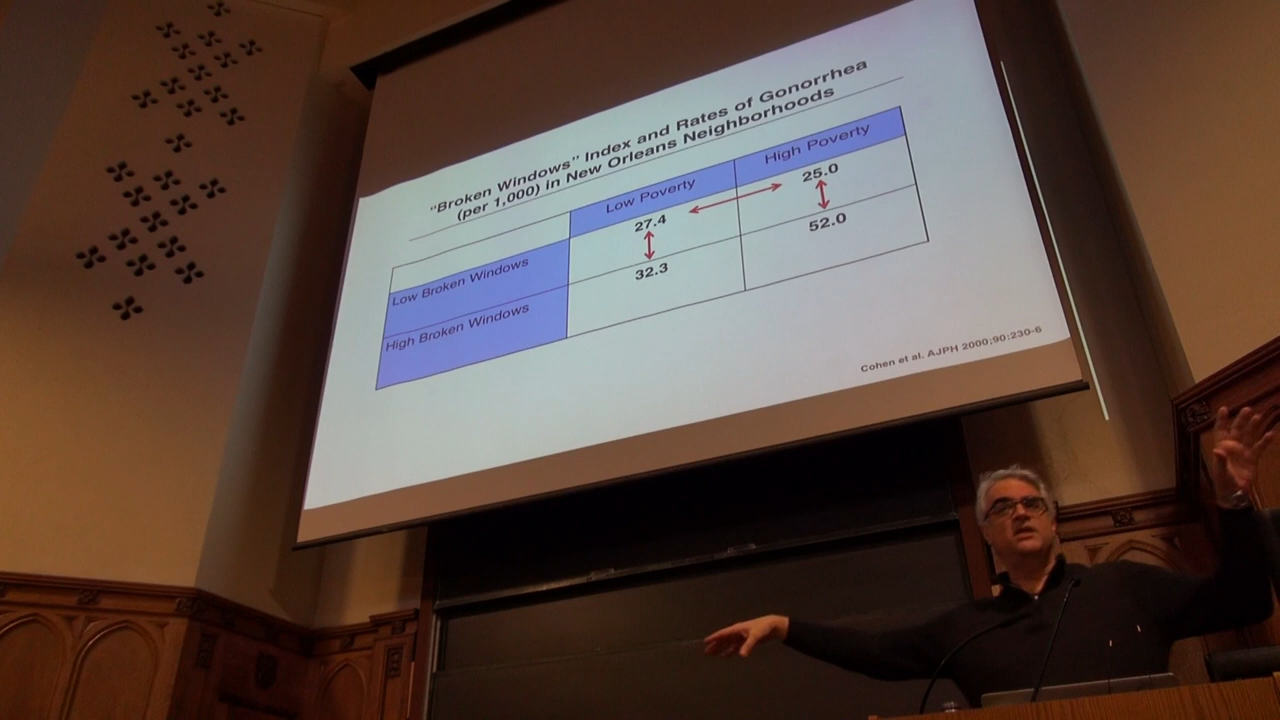 "Broken Windows" Index and Rates of Gonorrhea
(per 1,000) in New Orleans Neighborhoods
Low Poverty High Poverty
Low Broken Windows 27.4 25.0
High Broken Windows 32.3 52.0
Cohen et al. AJPH 2000;90:230-6